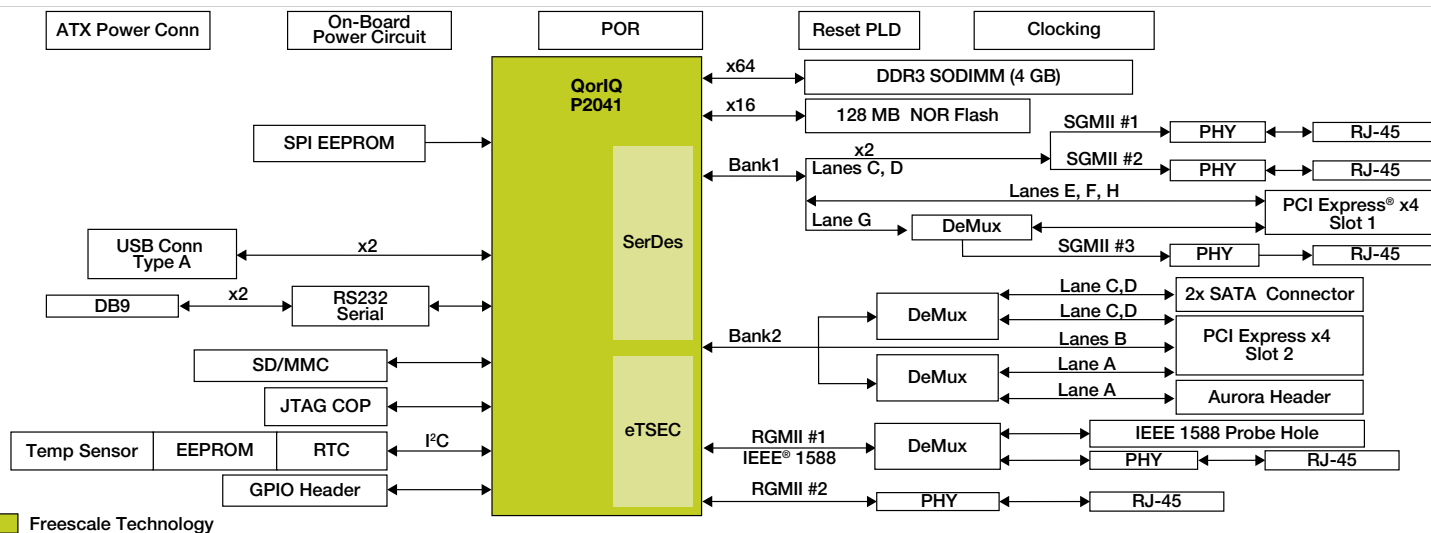 ATX Power Conn
On-Board
Power Circuit
POR
Reset PLD
Clocking
QorIQ
P2041
x64
DDR3 SODIMM (4 GB)
x16
128 MB NOR Flash
SPI EEPROM
SGMII #1
PHY
RJ-45
x2
Bank1
Lanes C, D
SGMII #2
PHY
RJ-45
Lanes E, F, H
PCI Express® x4
Slot 1
Lane G
DeMux
SerDes
USB Conn
Type A
x2
SGMII #3
PHY
RJ-45
DB9
x2
RS232
Serial
Lane C,D
2x SATA Connector
DeMux
Lane C,D
Bank2
Lanes B
PCI Express x4
Slot 2
SD/MMC
Lane A
DeMux
Lane A
Aurora Header
JTAG COP
eTSEC
RGMII #1
IEEE® 1588
DeMux
IEEE 1588 Probe Hole
PHY
RJ-45
Temp Sensor
EEPROM
RTC
I²C
GPIO Header
RGMII #2
PHY
RJ-45
Freescale Technology